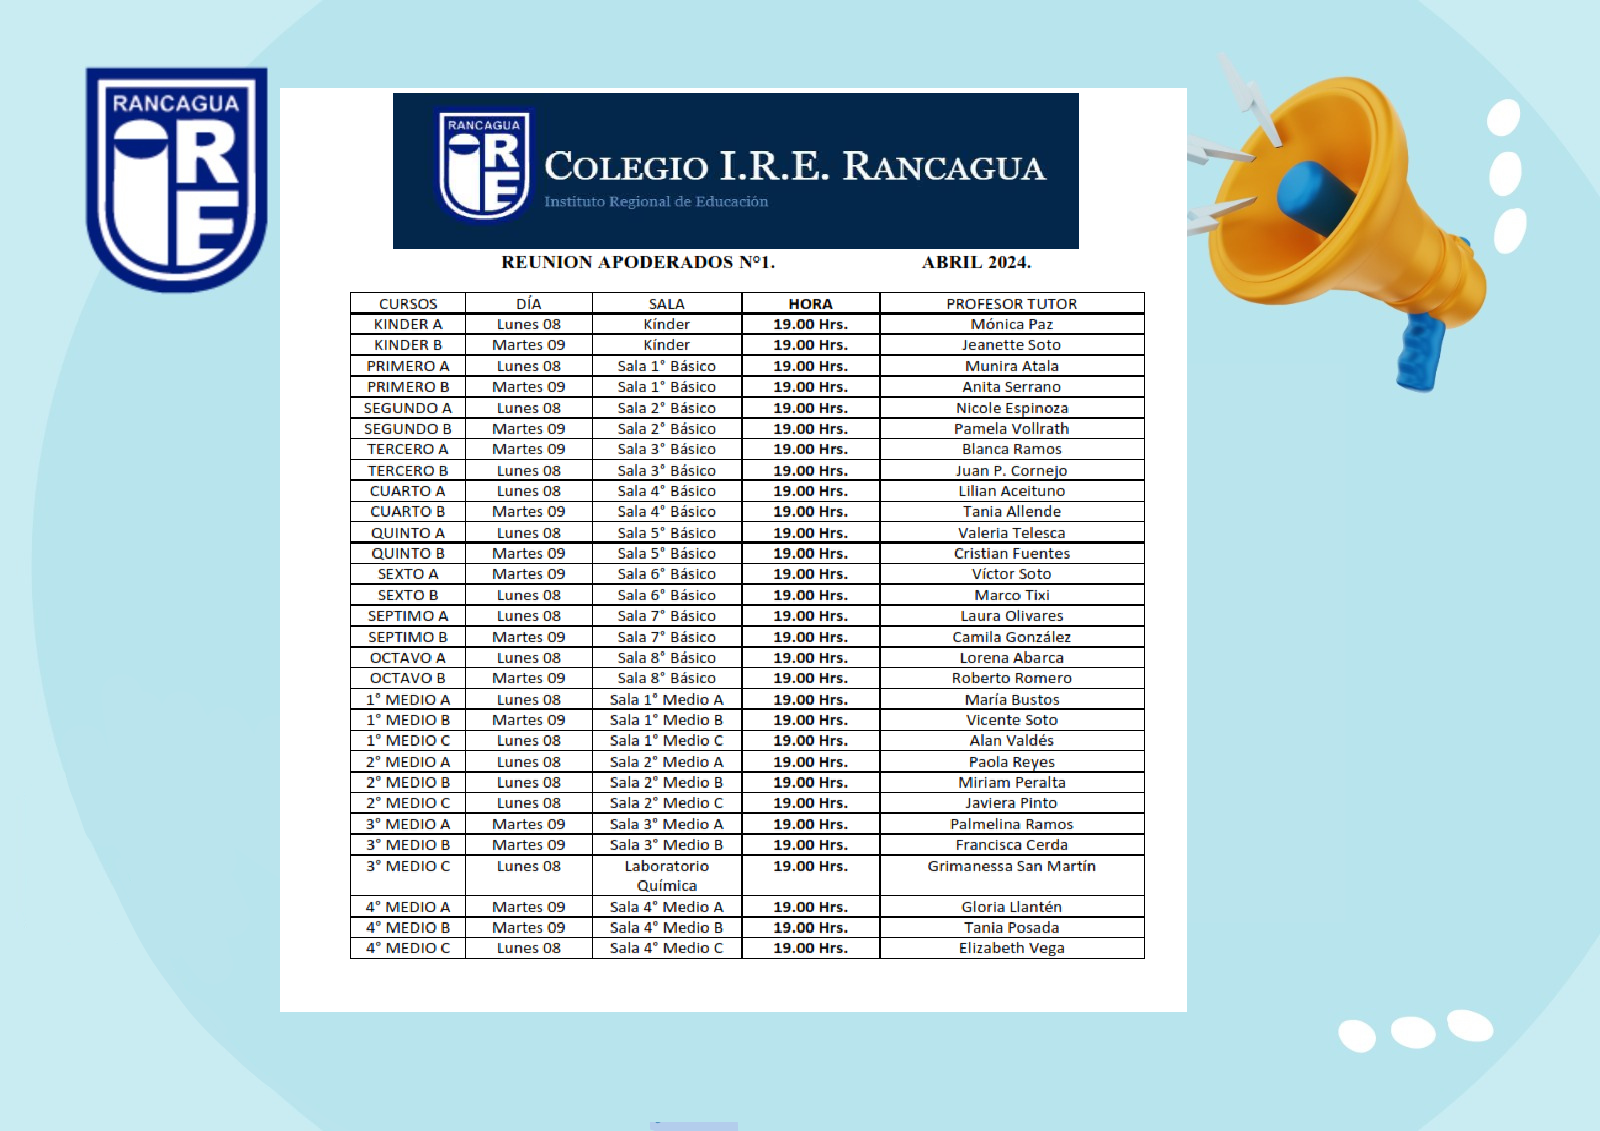 RANCAGUA
iRE
RANCAGUA
iRE
COLEGIO I.R.E. RANCAGUA
Instituto Regional de Educación
REUNION APODERADOS N°1. ABRIL 2024.
CURSOS DÍA SALA HORA PROFESOR TUTOR
KINDER A Lunes 08 Kínder 19.00 Hrs. Mónica Paz
KINDER B Martes 09 Kínder 19.00 Hrs. Jeanette Soto
PRIMERO A Lunes 08 Sala 1° Básico 19.00 Hrs. Munira Atala
PRIMERO B Martes 09 Sala 1° Básico 19.00 Hrs. Anita Serrano
SEGUNDO A Lunes 08 Sala 2° Básico 19.00 Hrs. Nicole Espinoza
SEGUNDO B Martes 09 Sala 2° Básico 19.00 Hrs. Pamela Vollrath
TERCERO A Martes 09 Sala 3° Básico 19.00 Hrs. Blanca Ramos
TERCERO B Lunes 08 Sala 3° Básico 19.00 Hrs. Juan P. Cornejo
CUARTO A Lunes 08 Sala 4° Básico 19.00 Hrs. Lilian Aceituno
CUARTO B Martes 09 Sala 4° Básico 19.00 Hrs. Tania Allende
QUINTO A Lunes 08 Sala 5° Básico 19.00 Hrs. Valeria Telesca
QUINTO B Martes 09 Sala 5° Básico 19.00 Hrs. Cristian Fuentes
SEXTO A Martes 09 Sala 6° Básico 19.00 Hrs. Víctor Soto
SEXTO B Lunes 08 Sala 6° Básico 19.00 Hrs. Marco Tixi
SEPTIMO A Lunes 08 Sala 7° Básico 19.00 Hrs. Laura Olivares
SEPTIMO B Martes 09 Sala 7° Básico 19.00 Hrs. Camila González
OCTAVO A Lunes 08 Sala 8° Básico 19.00 Hrs. Lorena Abarca
OCTAVO B Martes 09 Sala 8° Básico 19.00 Hrs. Roberto Romero
1° MEDIO A Lunes 08 Sala 1° Medio A 19.00 Hrs. María Bustos
1° MEDIO B Martes 09 Sala 1° Medio B 19.00 Hrs. Vicente Soto
1° MEDIO C Lunes 08 Sala 1° Medio C 19.00 Hrs. Alan Valdés
2° MEDIO A Lunes 08 Sala 2° Medio A 19.00 Hrs. Paola Reyes
2° MEDIO B Lunes 08 Sala 2° Medio B 19.00 Hrs. Miriam Peralta
2° MEDIO C Lunes 08 Sala 2° Medio C 19.00 Hrs. Javiera Pinto
3° MEDIO A Martes 09 Sala 3° Medio A 19.00 Hrs. Palmelina Ramos
3° MEDIO B Martes 09 Sala 3° Medio B 19.00 Hrs. Francisca Cerda
3° MEDIO C Lunes 08 Laboratorio 19.00 Hrs. Grimanessa San Martín
Química
4° MEDIO A Martes 09 Sala 4° Medio A 19.00 Hrs. Gloria Llantén
4° MEDIO B Martes 09 Sala 4° Medio B 19.00 Hrs. Tania Posada
4° MEDIO C Lunes 08 Sala 4° Medio C 19.00 Hrs. Elizabeth Vega